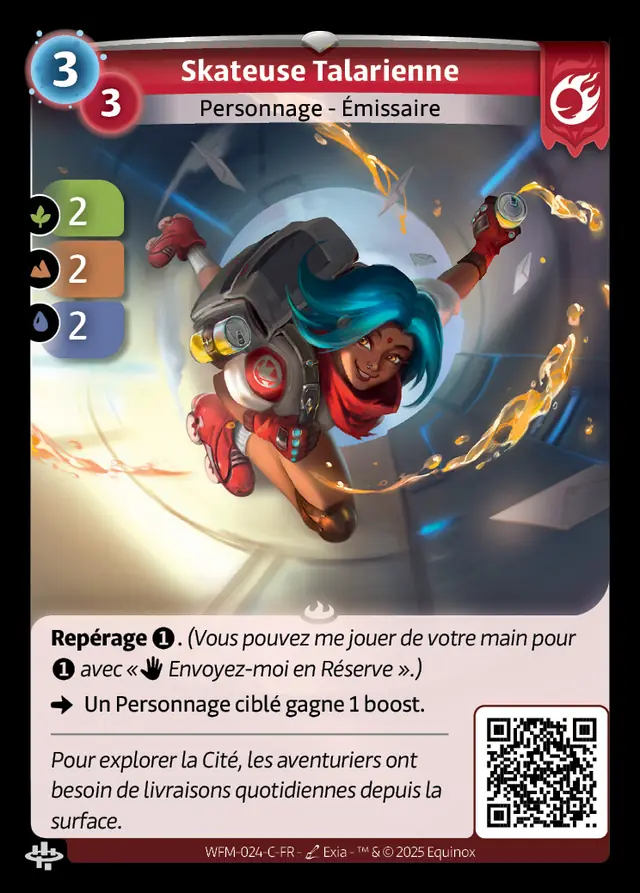 3
Skateuse Talarienne
3
Personnage - Émissaire
2
2
2
Repérage 1. (Vous pouvez me jouer de votre main pour
1 avec « Envoyez-moi en Réserve ».)
Un Personnage ciblé gagne 1 boost.
Pour explorer la Cité, les aventuriers ont
besoin de livraisons quotidiennes depuis la
surface.
WFM-024-C-FR - Exia - ™ & © 2025 Equinox